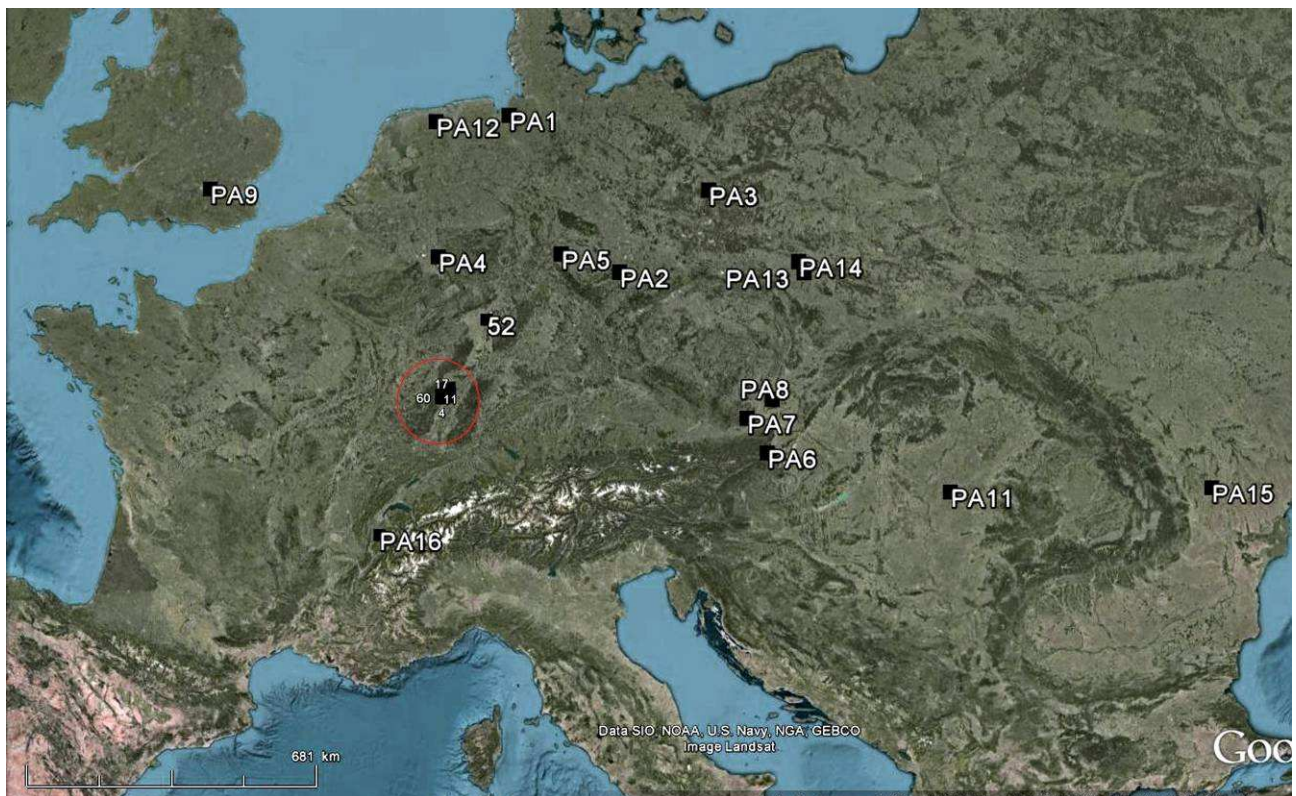 PA12
PA1
PA9
PA3
PA4
PA5
PA2
PA13
PA14
52
17
60
11
4
PA8
PA7
PA6
PA11
PA15
PA16
Data SIO, NOAA, U.S. Navy, NGA, GEBCO
Image Landsat
681 km
Goo